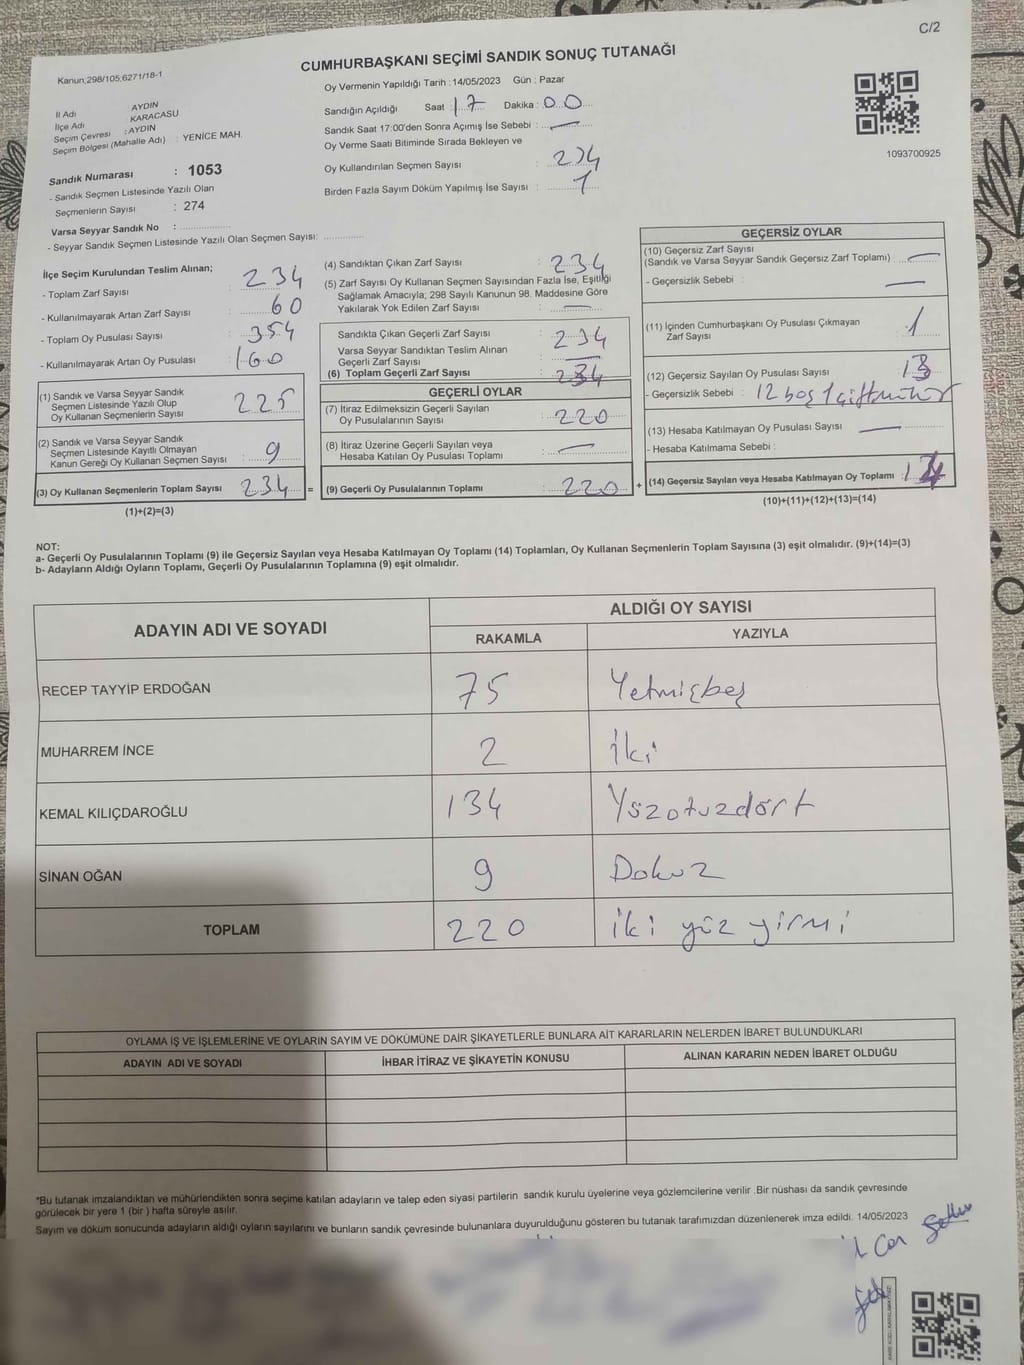 C/2
CUMHURBAŞKANI SEÇİMİ SANDIK SONUÇ TUTANAĞI
Kanun;298/105,6271/18-1
Oy Vermenin Yapıldığı Tarih : 14/05/2023 Gün : Pazar
İl Adı AYDIN
İlçe Adı KARACASU
Seçim Çevresi : AYDIN
Seçim Bölgesi (Mahalle Adı) : YENİCE MAH.
Sandık Numarası : 1053
- Sandık Seçmen Listesinde Yazılı Olan
Seçmenlerin Sayısı : 274
Varsa Seyyar Sandık No :
- Seyyar Sandık Seçmen Listesinde Yazılı Olan Seçmen Sayısı:
Sandığın Açıldığı Saat : 17 Dakika : 00
Sandık Saat 17:00'den Sonra Açımış İse Sebebi : —
Oy Verme Saati Bitiminde Sırada Bekleyen ve
Oy Kullandırılan Seçmen Sayısı : 234
Birden Fazla Sayım Döküm Yapılmış İse Sayısı : 1
1093700925
İlçe Seçim Kurulundan Teslim Alınan;
- Toplam Zarf Sayısı : 234
- Kullanılmayarak Artan Zarf Sayısı : 60
- Toplam Oy Pusulası Sayısı : 354
- Kullanılmayarak Artan Oy Pusulası : 160
(1) Sandık ve Varsa Seyyar Sandık
Seçmen Listesinde Yazılı Olup
Oy Kullanan Seçmenlerin Sayısı : 225
(2) Sandık ve Varsa Seyyar Sandık
Seçmen Listesinde Kayıtlı Olmayan
Kanun Gereği Oy Kullanan Seçmen Sayısı : 9
(3) Oy Kullanan Seçmenlerin Toplam Sayısı 234 =
(1)+(2)=(3)
(4) Sandıktan Çıkan Zarf Sayısı : 234
(5) Zarf Sayısı Oy Kullanan Seçmen Sayısından Fazla İse, Eşitliği
Sağlamak Amacıyla, 298 Sayılı Kanunun 98. Maddesine Göre
Yakılarak Yok Edilen Zarf Sayısı : —
Sandıkta Çıkan Geçerli Zarf Sayısı : 234
Varsa Seyyar Sandıktan Teslim Alınan
Geçerli Zarf Sayısı : —
(6) Toplam Geçerli Zarf Sayısı : 234
GEÇERLİ OYLAR
(7) İtiraz Edilmeksizin Geçerli Sayılan
Oy Pusulalarının Sayısı : 220
(8) İtiraz Üzerine Geçerli Sayılan veya
Hesaba Katılan Oy Pusulası Toplamı : —
(9) Geçerli Oy Pusulalarının Toplamı : 220 +
GEÇERSİZ OYLAR
(10) Geçersiz Zarf Sayısı
(Sandık ve Varsa Seyyar Sandık Geçersiz Zarf Toplamı) : —
- Geçersizlik Sebebi : —
(11) İçinden Cumhurbaşkanı Oy Pusulası Çıkmayan
Zarf Sayısı : 1
(12) Geçersiz Sayılan Oy Pusulası Sayısı : 13
- Geçersizlik Sebebi : 12 boş 1 çift mühür
(13) Hesaba Katılmayan Oy Pusulası Sayısı : —
- Hesaba Katılmama Sebebi :
(14) Geçersiz Sayılan veya Hesaba Katılmayan Oy Toplamı : 14
(10)+(11)+(12)+(13)=(14)
NOT:
a- Geçerli Oy Pusulalarının Toplamı (9) ile Geçersiz Sayılan veya Hesaba Katılmayan Oy Toplamı (14) Toplamları, Oy Kullanan Seçmenlerin Toplam Sayısına (3) eşit olmalıdır. (9)+(14)=(3)
b- Adayların Aldığı Oyların Toplamı, Geçerli Oy Pusulalarının Toplamına (9) eşit olmalıdır.
ADAYIN ADI VE SOYADI ALDIĞI OY SAYISI
RAKAMLA YAZIYLA
RECEP TAYYİP ERDOĞAN 75 Yetmişbeş
MUHARREM İNCE 2 İki
KEMAL KILIÇDAROĞLU 134 Yüzotuzdört
SİNAN OĞAN 9 Dokuz
TOPLAM 220 iki yüz yirmi
OYLAMA İŞ VE İŞLEMLERİNE VE OYLARIN SAYIM VE DÖKÜMÜNE DAİR ŞİKAYETLERLE BUNLARA AİT KARARLARIN NELERDEN İBARET BULUNDUKLARI
ADAYIN ADI VE SOYADI İHBAR İTİRAZ VE ŞİKAYETİN KONUSU ALINAN KARARIN NEDEN İBARET OLDUĞU
*Bu tutanak imzalandıktan ve mühürlendikten sonra seçime katılan adayların ve talep eden siyasi partilerin sandık kurulu üyelerine veya gözlemcilerine verilir .Bir nüshası da sandık çevresinde
görülecek bir yere 1 (bir ) hafta süreyle asılır.
Sayım ve döküm sonucunda adayların aldığı oyların sayılarını ve bunların sandık çevresinde bulunanlara duyurulduğunu gösteren bu tutanak tarafımızdan düzenlenerek imza edildi. 14/05/2023